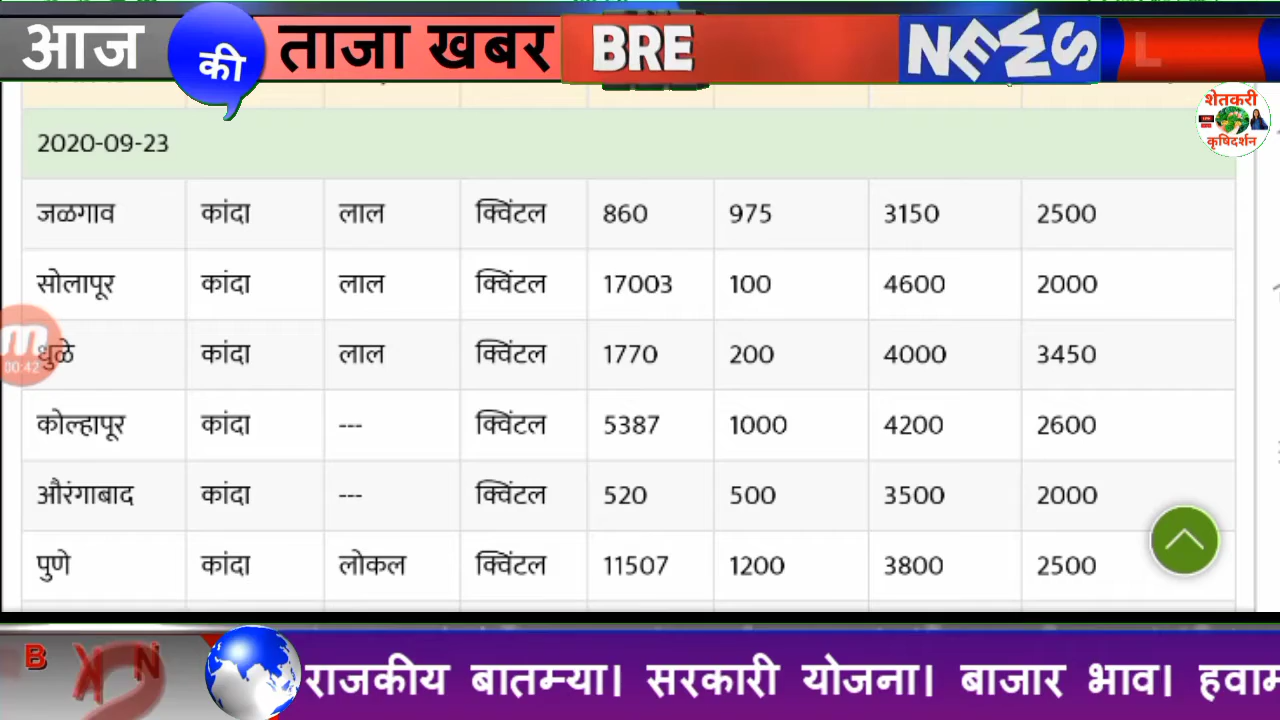 आज की ताजा खबर BRE NEWS L
शेतकरी
कृषिदर्शन
2020-09-23
जळगाव कांदा लाल क्विंटल 860 975 3150 2500
सोलापूर कांदा लाल क्विंटल 17003 100 4600 2000
धुळे कांदा लाल क्विंटल 1770 200 4000 3450
00:42
कोल्हापूर कांदा --- क्विंटल 5387 1000 4200 2600
औरंगाबाद कांदा --- क्विंटल 520 500 3500 2000
पुणे कांदा लोकल क्विंटल 11507 1200 3800 2500
B K N राजकीय बातम्या। सरकारी योजना। बाजार भाव।